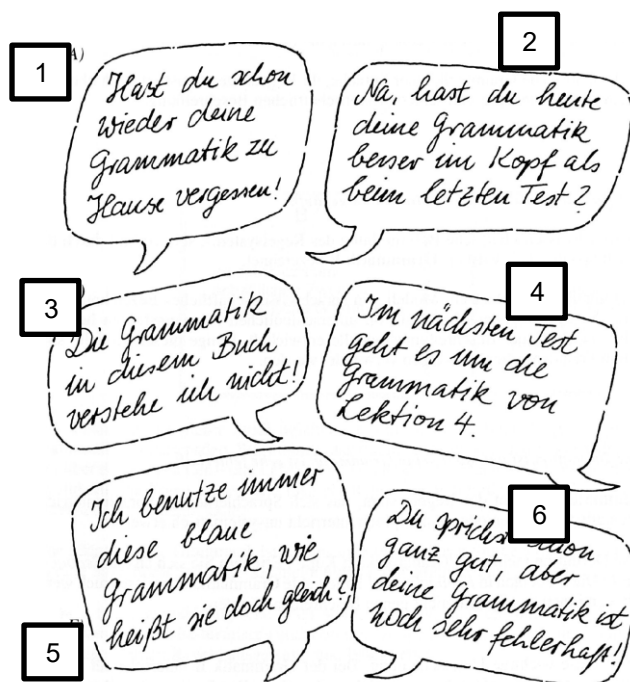 1
Hast du schon
wieder deine
Grammatik zu
Hause vergessen!
2
Na, hast du heute
deine Grammatik
besser im Kopf als
beim letzten Test?
3
Die Grammatik
in diesem Buch
verstehe ich nicht!
4
Im nächsten Test
geht es um die
Grammatik von
Lektion 4.
5
Ich benutze immer
diese blaue
Grammatik, wie
heißt sie doch gleich?
6
Du
ganz gut, aber
deine Grammatik ist
noch sehr fehlerhaft!